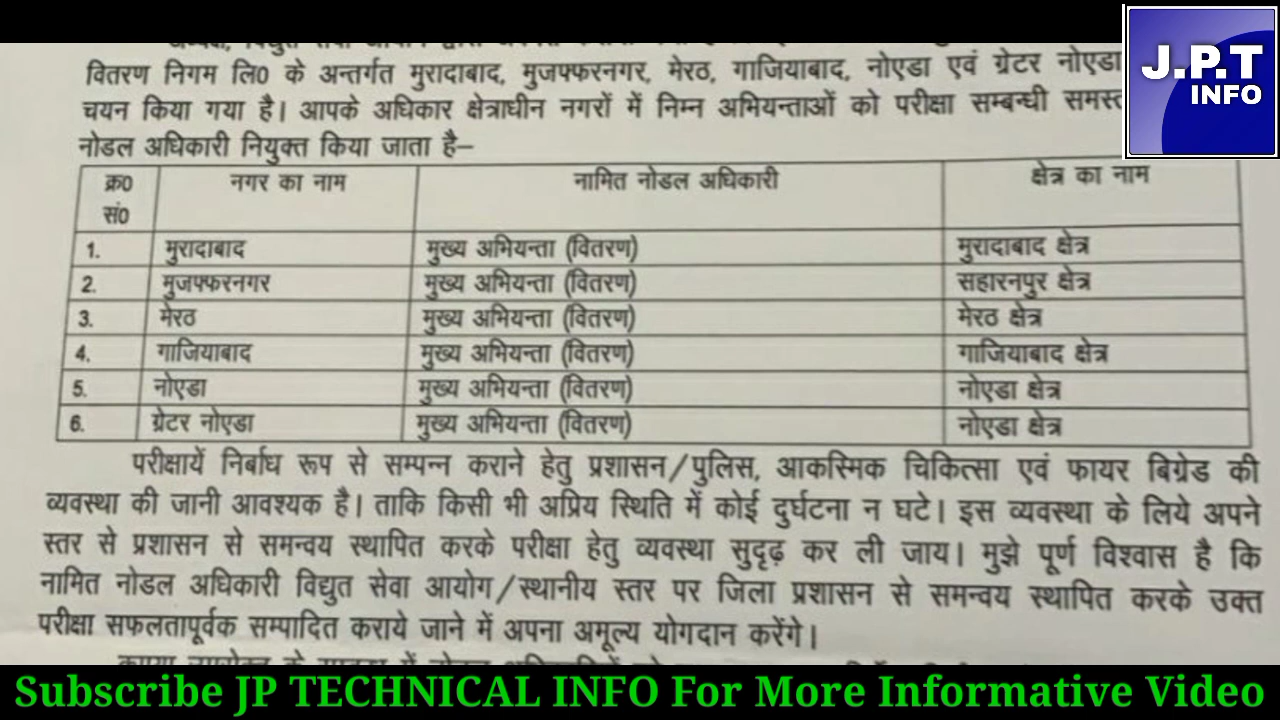 वितरण निगम लि0 के अन्तर्गत मुरादाबाद, मुजफ्फरनगर, मेरठ, गाजियाबाद, नोएडा एवं ग्रेटर नोएडा
चयन किया गया है। आपके अधिकार क्षेत्राधीन नगरों में निम्न अभियन्ताओं को परीक्षा सम्बन्धी
नोडल अधिकारी नियुक्त किया जाता है–
J.P.T
INFO
क्र0 सं0 नगर का नाम नामित नोडल अधिकारी क्षेत्र का नाम
1. मुरादाबाद मुख्य अभियन्ता (वितरण) मुरादाबाद क्षेत्र
2. मुजफ्फरनगर मुख्य अभियन्ता (वितरण) सहारनपुर क्षेत्र
3. मेरठ मुख्य अभियन्ता (वितरण) मेरठ क्षेत्र
4. गाजियाबाद मुख्य अभियन्ता (वितरण) गाजियाबाद क्षेत्र
5. नोएडा मुख्य अभियन्ता (वितरण) नोएडा क्षेत्र
6. ग्रेटर नोएडा मुख्य अभियन्ता (वितरण) नोएडा क्षेत्र
परीक्षायें निर्बाध रूप से सम्पन्न कराने हेतु प्रशासन/पुलिस, आकस्मिक चिकित्सा एवं फायर बिग्रेड की
व्यवस्था की जानी आवश्यक है। ताकि किसी भी अप्रिय स्थिति में कोई दुर्घटना न घटे। इस व्यवस्था के लिये अपने
स्तर से प्रशासन से समन्वय स्थापित करके परीक्षा हेतु व्यवस्था सुदृढ़ कर ली जाय। मुझे पूर्ण विश्वास है कि
नामित नोडल अधिकारी विद्युत सेवा आयोग/स्थानीय स्तर पर जिला प्रशासन से समन्वय स्थापित करके उक्त
परीक्षा सफलतापूर्वक सम्पादित कराये जाने में अपना अमूल्य योगदान करेंगे।
Subscribe JP TECHNICAL INFO For More Informative Video